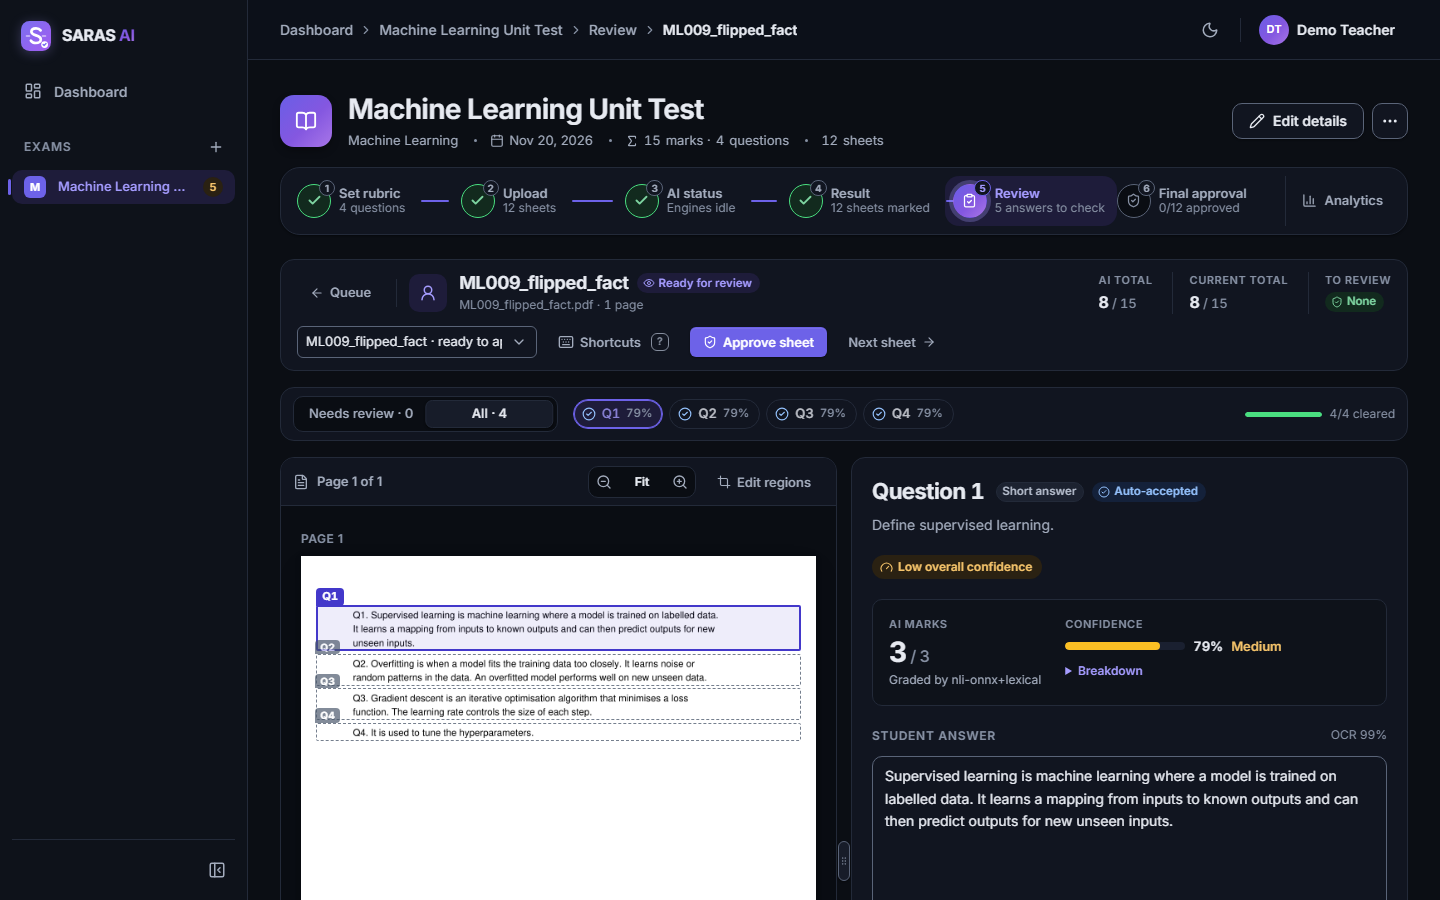 SARAS AI
Dashboard
EXAMS
M Machine Learning ... 5
Dashboard > Machine Learning Unit Test > Review > ML009_flipped_fact
DT Demo Teacher
Machine Learning Unit Test
Machine Learning • Nov 20, 2026 • 15 marks · 4 questions • 12 sheets
Edit details
1 Set rubric
4 questions
2 Upload
12 sheets
3 AI status
Engines idle
4 Result
12 sheets marked
5 Review
5 answers to check
6 Final approval
0/12 approved
Analytics
Queue
ML009_flipped_fact Ready for review
ML009_flipped_fact.pdf · 1 page
AI TOTAL
8 / 15
CURRENT TOTAL
8 / 15
TO REVIEW
None
ML009_flipped_fact · ready to a
Shortcuts ?
Approve sheet
Next sheet
Needs review · 0
All · 4
Q1 79%
Q2 79%
Q3 79%
Q4 79%
4/4 cleared
Page 1 of 1
Fit
Edit regions
PAGE 1
Q1
Q1. Supervised learning is machine learning where a model is trained on labelled data.
It learns a mapping from inputs to known outputs and can then predict outputs for new
unseen inputs.
Q2
Q2. Overfitting is when a model fits the training data too closely. It learns noise or
random patterns in the data. An overfitted model performs well on new unseen data.
Q3
Q3. Gradient descent is an iterative optimisation algorithm that minimises a loss
function. The learning rate controls the size of each step.
Q4
Q4. It is used to tune the hyperparameters.
Question 1 Short answer Auto-accepted
Define supervised learning.
Low overall confidence
AI MARKS
3 / 3
Graded by nli-onnx+lexical
CONFIDENCE
79% Medium
Breakdown
STUDENT ANSWER
OCR 99%
Supervised learning is machine learning where a model is trained on
labelled data. It learns a mapping from inputs to known outputs and can
then predict outputs for new unseen inputs.